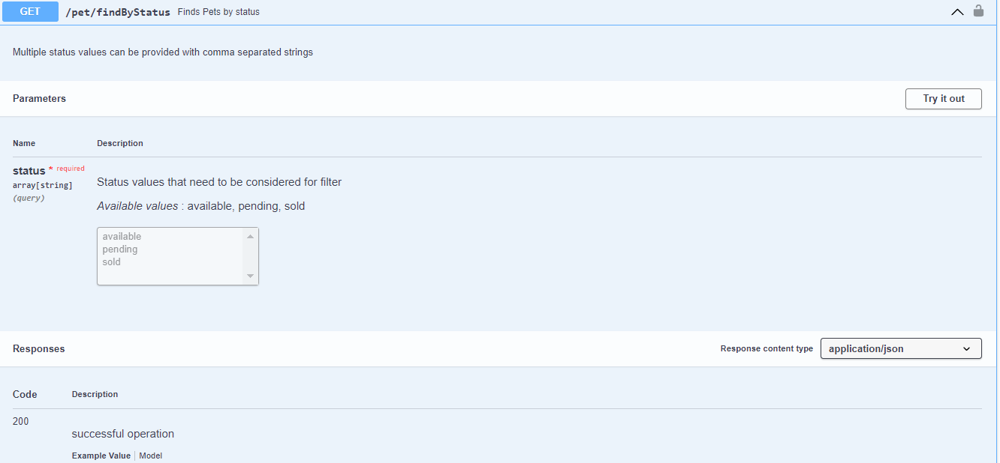 GET /pet/findByStatus Finds Pets by status
Multiple status values can be provided with comma separated strings
Parameters Try it out
Name Description
status * required
array[string]
(query)
Status values that need to be considered for filter
Available values : available, pending, sold
available
pending
sold
Responses Response content type application/json
Code Description
200
successful operation
Example Value Model